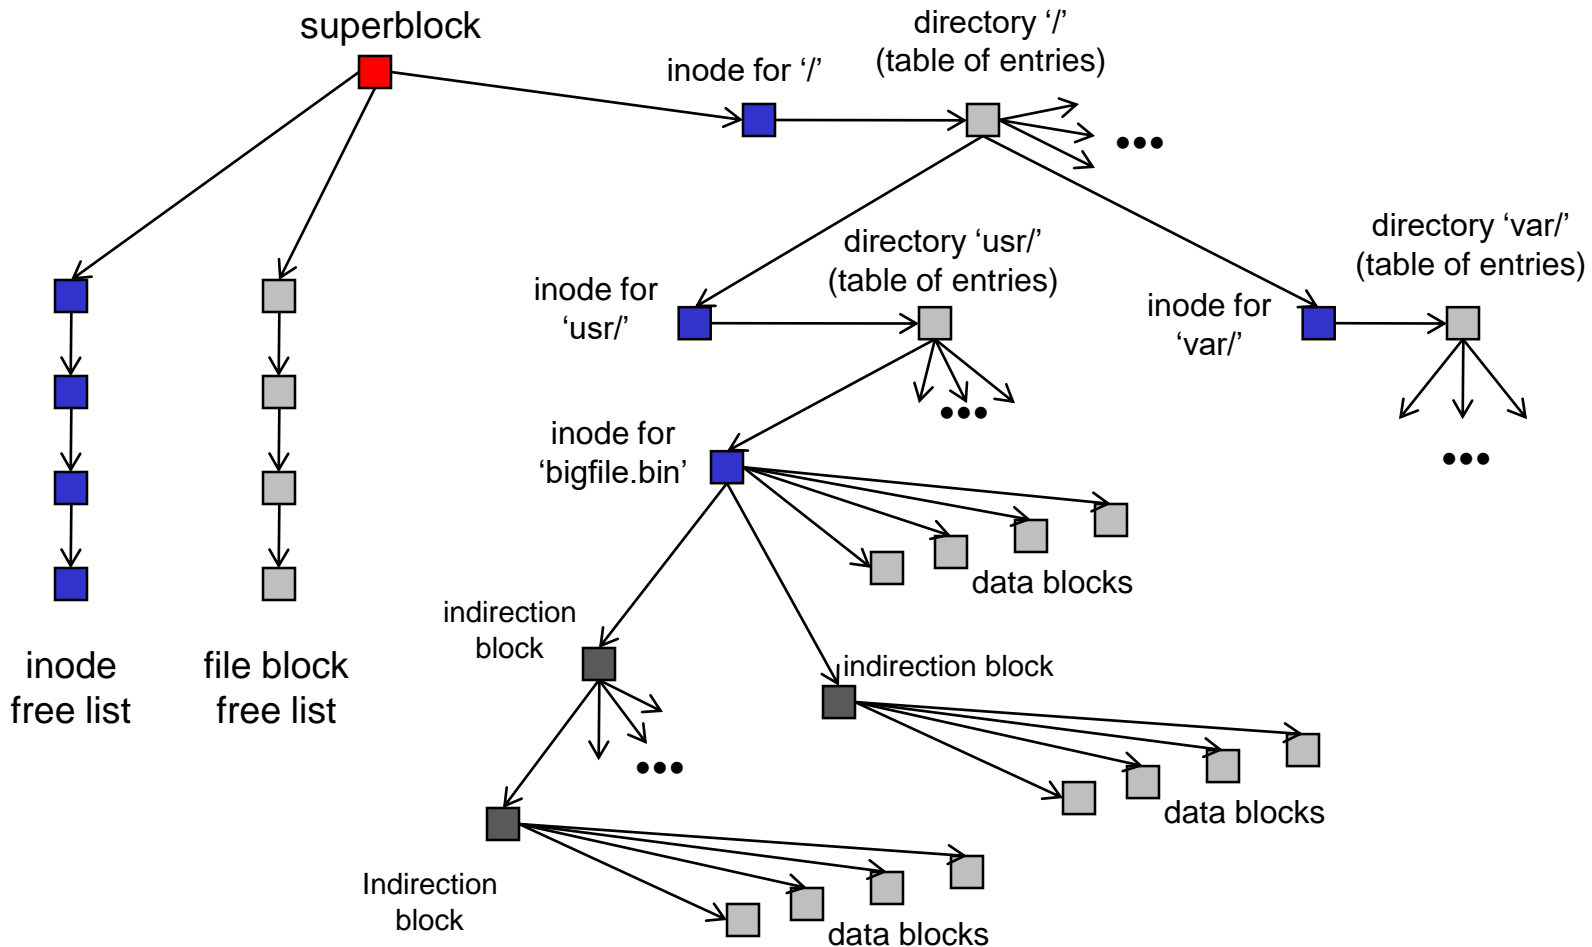 superblock
directory ‘/’
(table of entries)
inode for ‘/’
directory ‘usr/’
(table of entries)
directory ‘var/’
(table of entries)
inode for
‘usr/’
inode for
‘var/’
inode for
‘bigfile.bin’
data blocks
indirection
block
indirection block
inode
free list
file block
free list
data blocks
Indirection
block
data blocks